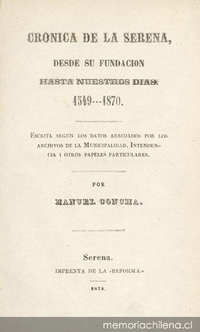 CRONICA DE LA SERENA,
DESDE SU FUNDACION
HASTA NUESTROS DIAS:
1549---1870.
ESCRITA SEGUN LOS DATOS ARROJADOS POR LOS
ARCHIVOS DE LA MUNICIPALIDAD, INTENDEN-
CIA I OTROS PAPELES PARTICULARES.
POR
MANUEL CONCHA.
Serena.
IMPRENTA DE LA «REFORMA.»
1871.
memoriachilena.cl